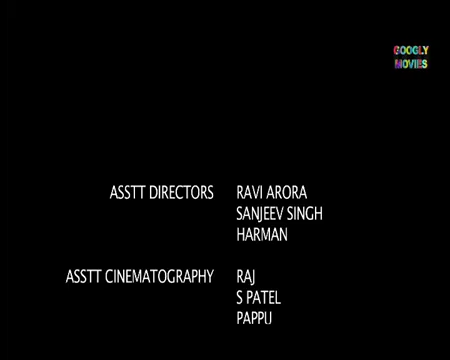 GOOGLY
MOVIES
ASSTT DIRECTORS RAVI ARORA
SANJEEV SINGH
HARMAN
ASSTT CINEMATOGRAPHY RAJ
S PATEL
PAPPU